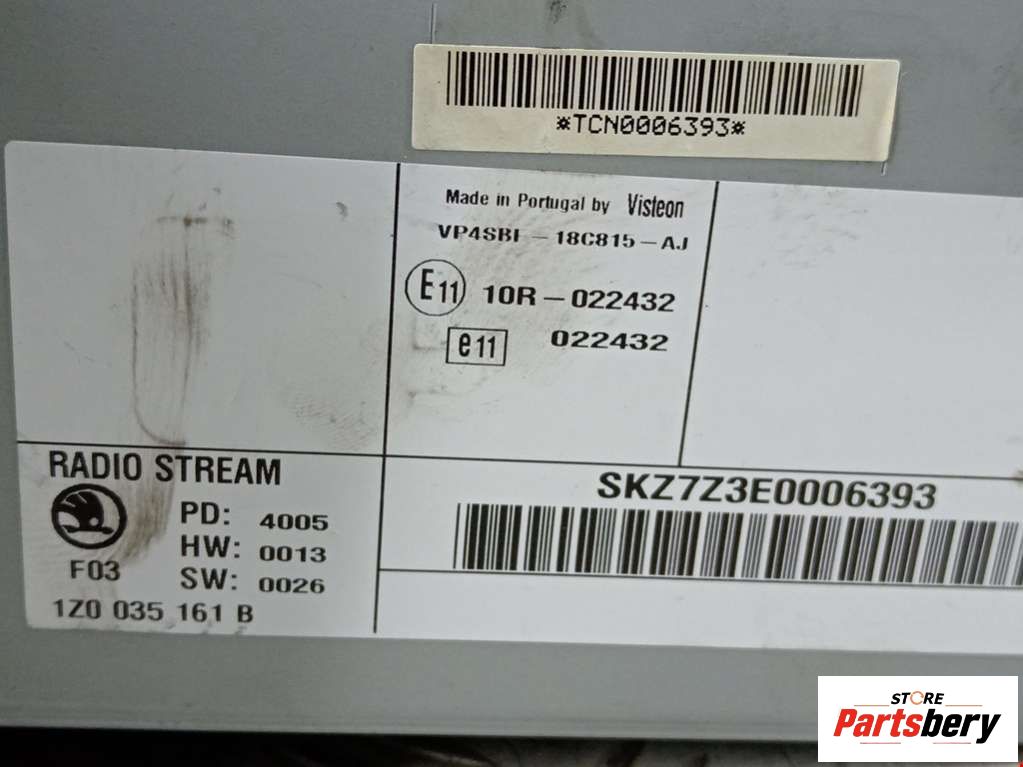 *TCN0006393*
Made in Portugal by Visteon
VP4SBF-18C815-AJ
E11 10R-022432
e11 022432
RADIO STREAM
PD: 4005
HW: 0013
F03
SW: 0026
1Z0 035 161 B
SKZ7Z3E0006393
STORE
Partsbery